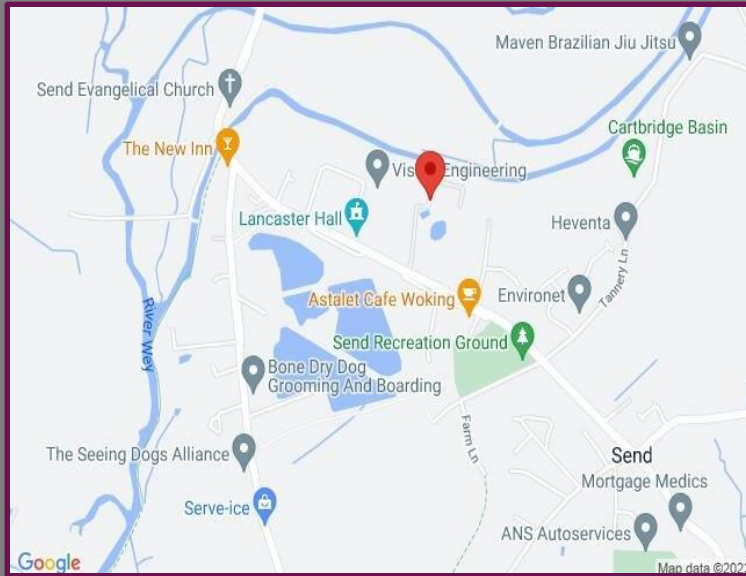 Maven Brazilian Jiu Jitsu
Send Evangelical Church
Cartbridge Basin
The New Inn
Engineering
Lancaster Hall
Heventa
Astalet Cafe Woking
Environet
Tannery Ln
River Wey
Send Recreation Ground
Bone Dry Dog
Grooming And Boarding
Farm Ln
The Seeing Dogs Alliance
Send
Mortgage Medics
Serve-ice
ANS Autoservices
Google
Map data ©202